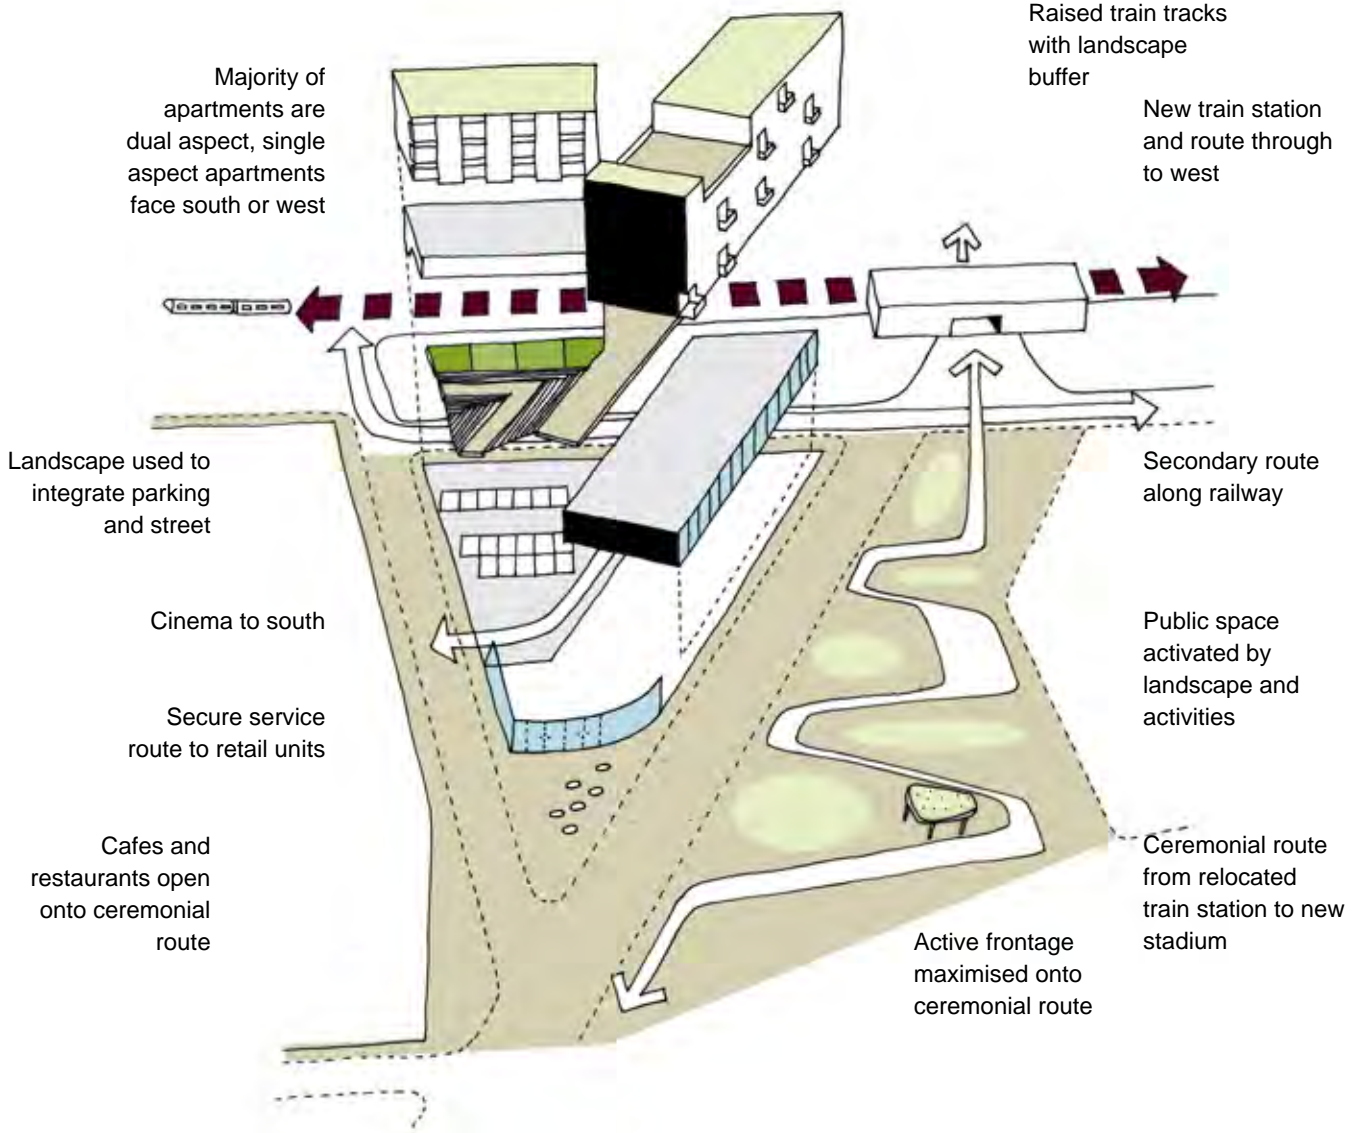 Raised train tracks
with landscape
buffer
Majority of
apartments are
dual aspect, single
aspect apartments
face south or west
New train station
and route through
to west
Landscape used to
integrate parking
and street
Secondary route
along railway
Cinema to south
Public space
activated by
landscape and
activities
Secure service
route to retail units
Cafes and
restaurants open
onto ceremonial
route
Ceremonial route
from relocated
train station to new
stadium
Active frontage
maximised onto
ceremonial route